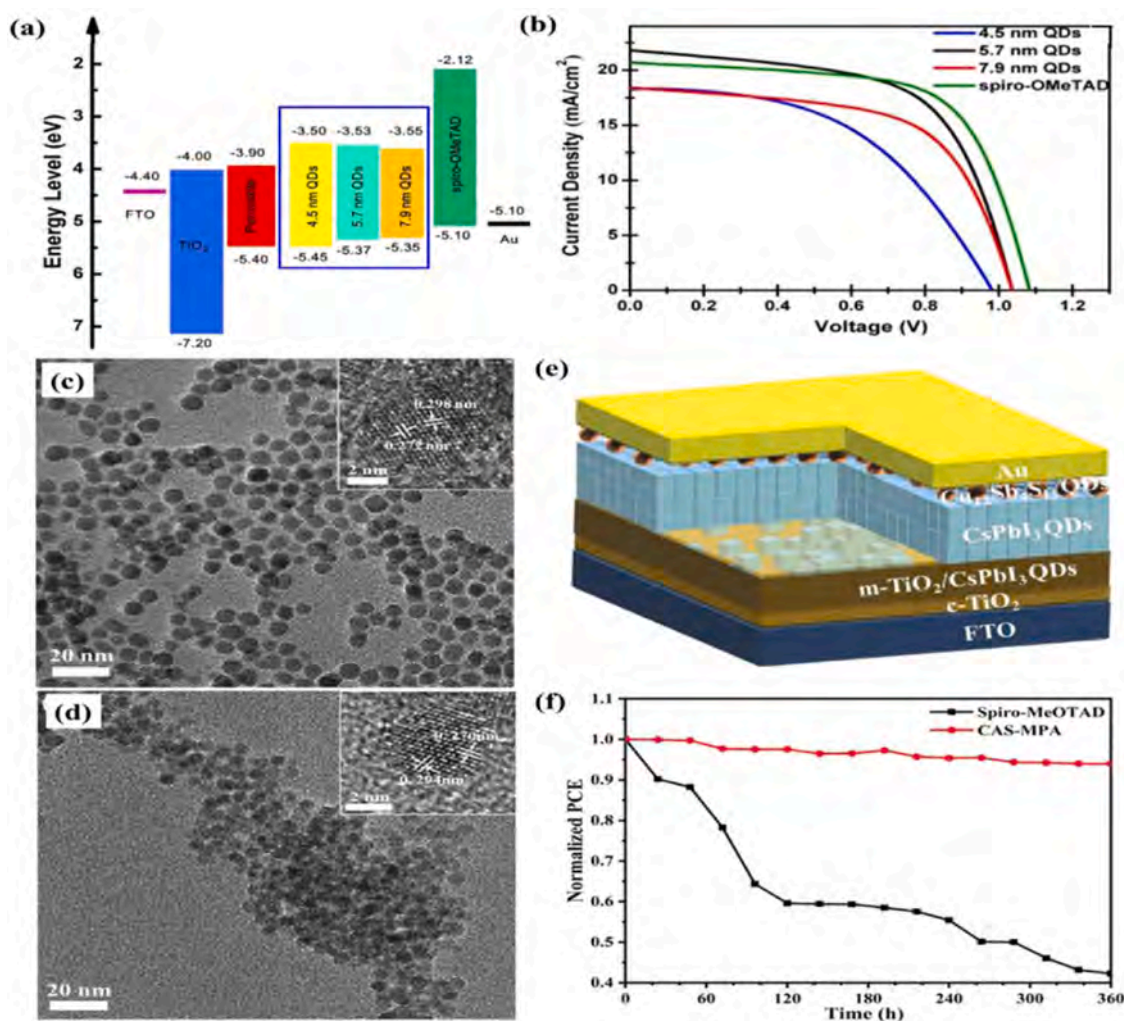 (a)
Energy Level (eV)
2
3
4
5
6
7
-4.40
FTO
-4.00
TiO2
-7.20
-3.90
Perovskite
-5.40
-3.50
4.5 nm QDs
-5.45
-3.53
5.7 nm QDs
-5.37
-3.55
7.9 nm QDs
-5.35
-2.12
spiro-OMeTAD
-5.10
-5.10
Au
(b)
Current Density (mA/cm2)
20
15
10
5
0
0.0 0.2 0.4 0.6 0.8 1.0 1.2
Voltage (V)
4.5 nm QDs
5.7 nm QDs
7.9 nm QDs
spiro-OMeTAD
(c)
0.298 nm
0.272 nm
2 nm
20 nm
(d)
0.270nm
0.294nm
2 nm
20 nm
(e)
Au
QDs
CsPbI3QDs
m-TiO2/CsPbI3QDs
c-TiO2
FTO
(f)
Normalized PCE
1.1
1.0
0.9
0.8
0.7
0.6
0.5
0.4
0 60 120 180 240 300 360
Time (h)
Spiro-MeOTAD
CAS-MPA